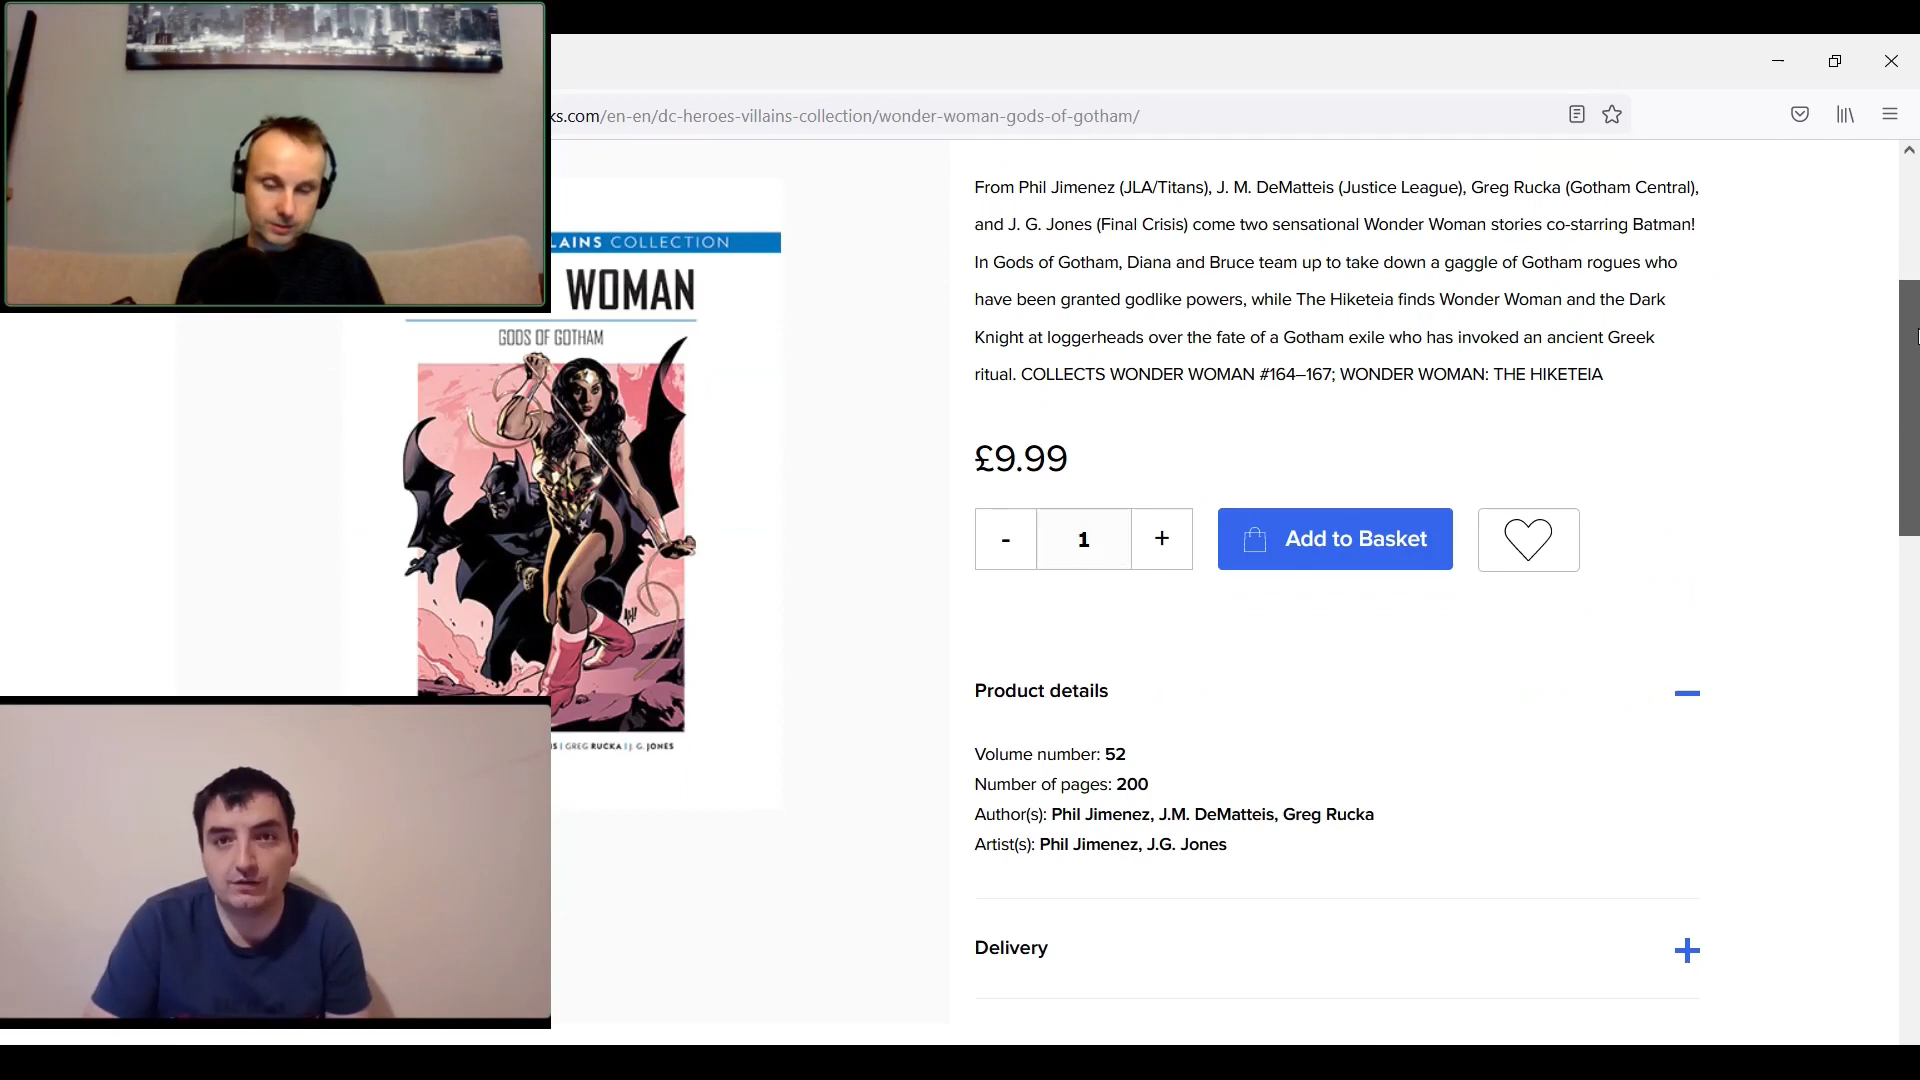 ks.com/en-en/dc-heroes-villains-collection/wonder-woman-gods-of-gotham/
LAINS COLLECTION
WOMAN
GODS OF GOTHAM
GREG RUCKA | J. G. JONES
From Phil Jimenez (JLA/Titans), J. M. DeMatteis (Justice League), Greg Rucka (Gotham Central),
and J. G. Jones (Final Crisis) come two sensational Wonder Woman stories co-starring Batman!
In Gods of Gotham, Diana and Bruce team up to take down a gaggle of Gotham rogues who
have been granted godlike powers, while The Hiketeia finds Wonder Woman and the Dark
Knight at loggerheads over the fate of a Gotham exile who has invoked an ancient Greek
ritual. COLLECTS WONDER WOMAN #164–167; WONDER WOMAN: THE HIKETEIA
£9.99
- 1 + Add to Basket
Product details
Volume number: 52
Number of pages: 200
Author(s): Phil Jimenez, J.M. DeMatteis, Greg Rucka
Artist(s): Phil Jimenez, J.G. Jones
Delivery